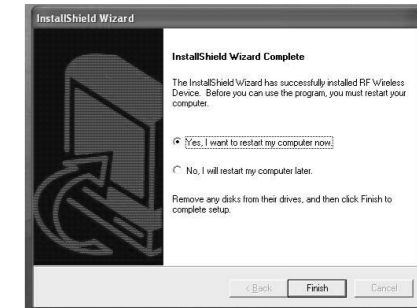 InstallShield Wizard
InstallShield Wizard Complete
The InstallShield Wizard has successfully installed RF Wireless
Device. Before you can use the program, you must restart your
computer.
Yes, I want to restart my computer now.
No, I will restart my computer later.
Remove any disks from their drives, and then click Finish to
complete setup.
< Back
Finish
Cancel